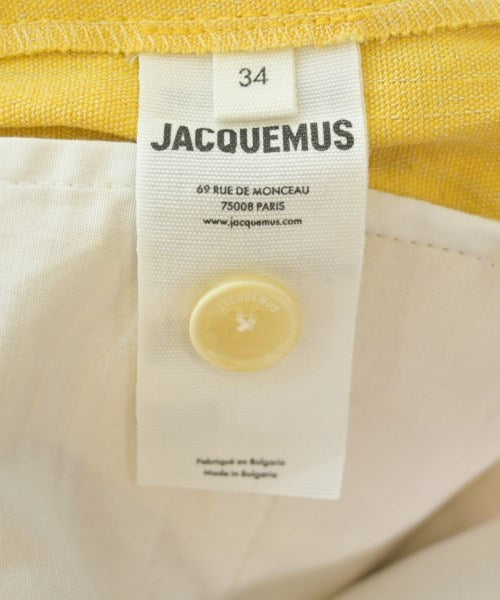 34
JACQUEMUS
69 RUE DE MONCEAU
75008 PARIS
www.jacquemus.com
JACQUEMUS
Fabriqué en Bulgarie
Made in Bulgaria